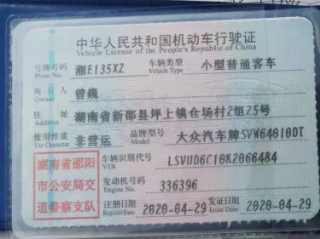 中华人民共和国机动车行驶证
Vehicle License of the People's Republic of China
号牌号码 湘E135XZ 车辆类型 小型普通客车
Plate No. Vehicle Type
所有人 曾维
Owner
住址 湖南省新邵县坪上镇仓场村2组25号
Address
使用性质 非营运 品牌型号 大众汽车牌SVW6401BDT
Use Character Model
湖南省邵阳市公安局交通警察支队
车辆识别代号
VIN
发动机号码 336396
Engine No.
注册日期 2020-04-29 发证日期 2020-04-29
Register Date Issue Date